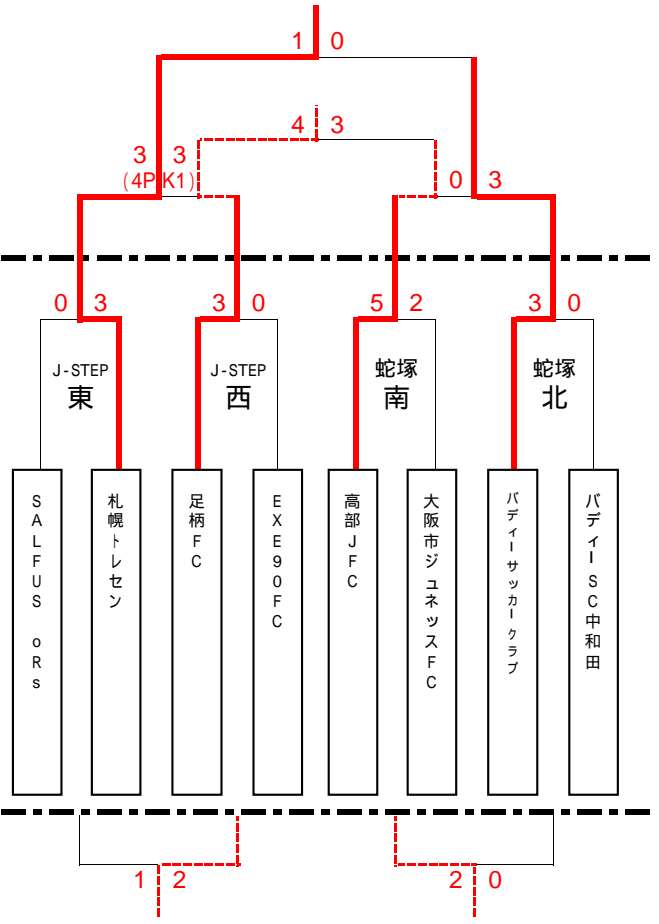 1 0
4 3
3 3
(4PK1)
0 3
0 3
3 0
5 2
3 0
J-STEP
東
J-STEP
西
蛇塚
南
蛇塚
北
SALFUS oRs
札幌トレセン
足柄FC
EXE90FC
高部JFC
大阪市ジュネッスFC
バディーサッカークラブ
バディーSC中和田
1 2
2 0